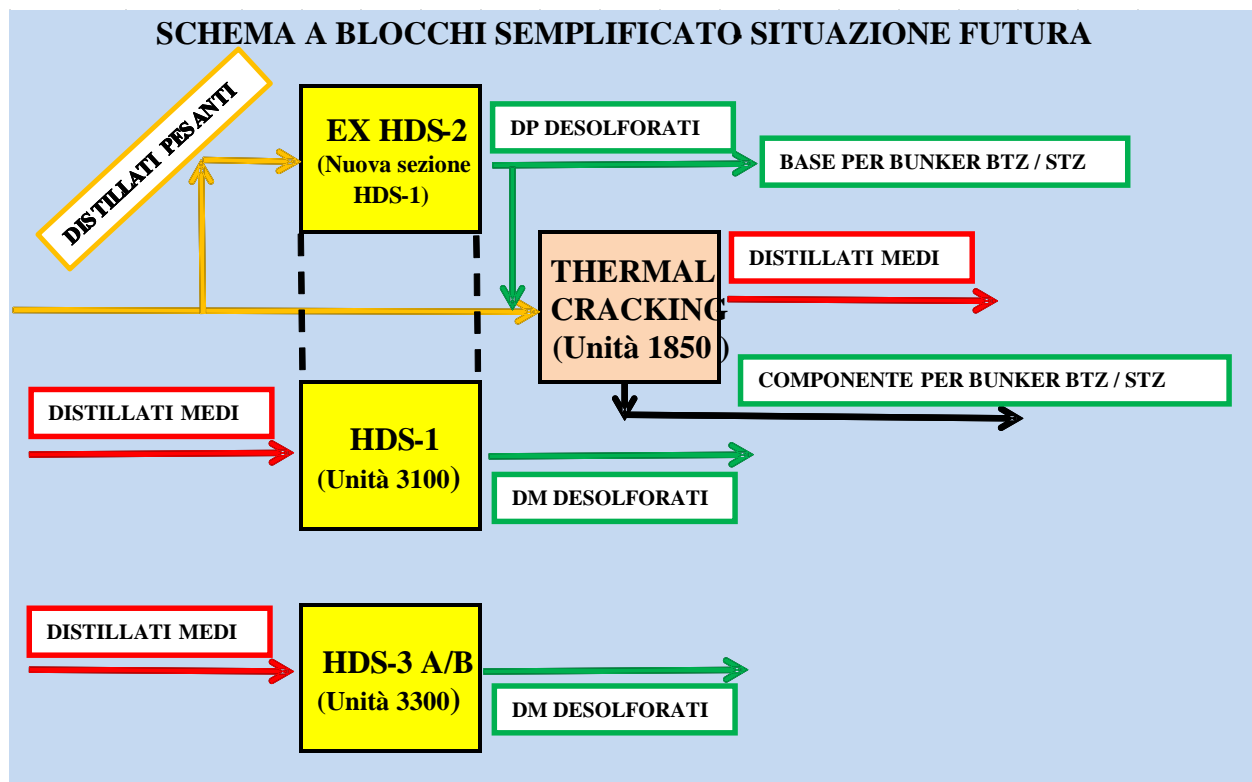 SCHEMA A BLOCCHI SEMPLIFICATO SITUAZIONE FUTURA
DISTILLATI PESANTI
EX HDS-2
(Nuova sezione
HDS-1)
DP DESOLFORATI
BASE PER BUNKER BTZ / STZ
THERMAL
CRACKING
(Unità 1850 )
DISTILLATI MEDI
COMPONENTE PER BUNKER BTZ / STZ
DISTILLATI MEDI
HDS-1
(Unità 3100)
DM DESOLFORATI
DISTILLATI MEDI
HDS-3 A/B
(Unità 3300)
DM DESOLFORATI